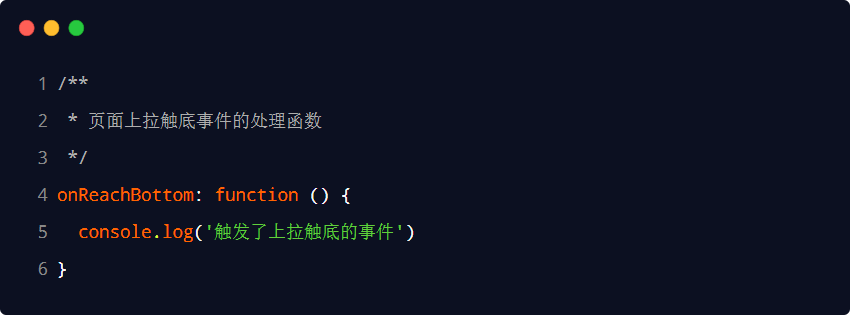 1 /**
2  * 页面上拉触底事件的处理函数
3  */
4 onReachBottom: function () {
5   console.log('触发了上拉触底的事件')
6 }